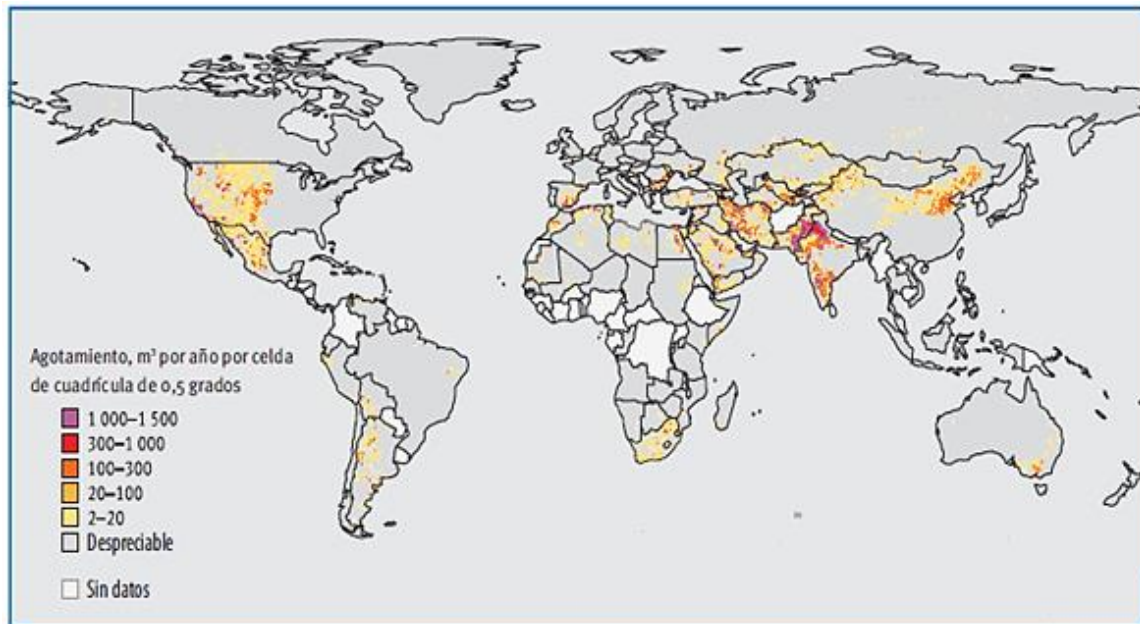 Agotamiento, m³ por año por celda
de cuadrícula de 0,5 grados
1 000–1 500
300–1 000
100–300
20–100
2–20
Despreciable
Sin datos